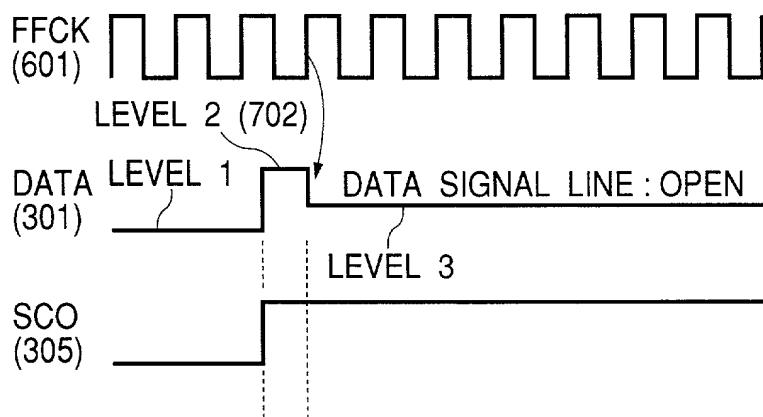 FFCK
(601)
LEVEL 2 (702)
DATA
(301)
LEVEL 1
DATA SIGNAL LINE : OPEN
LEVEL 3
SCO
(305)